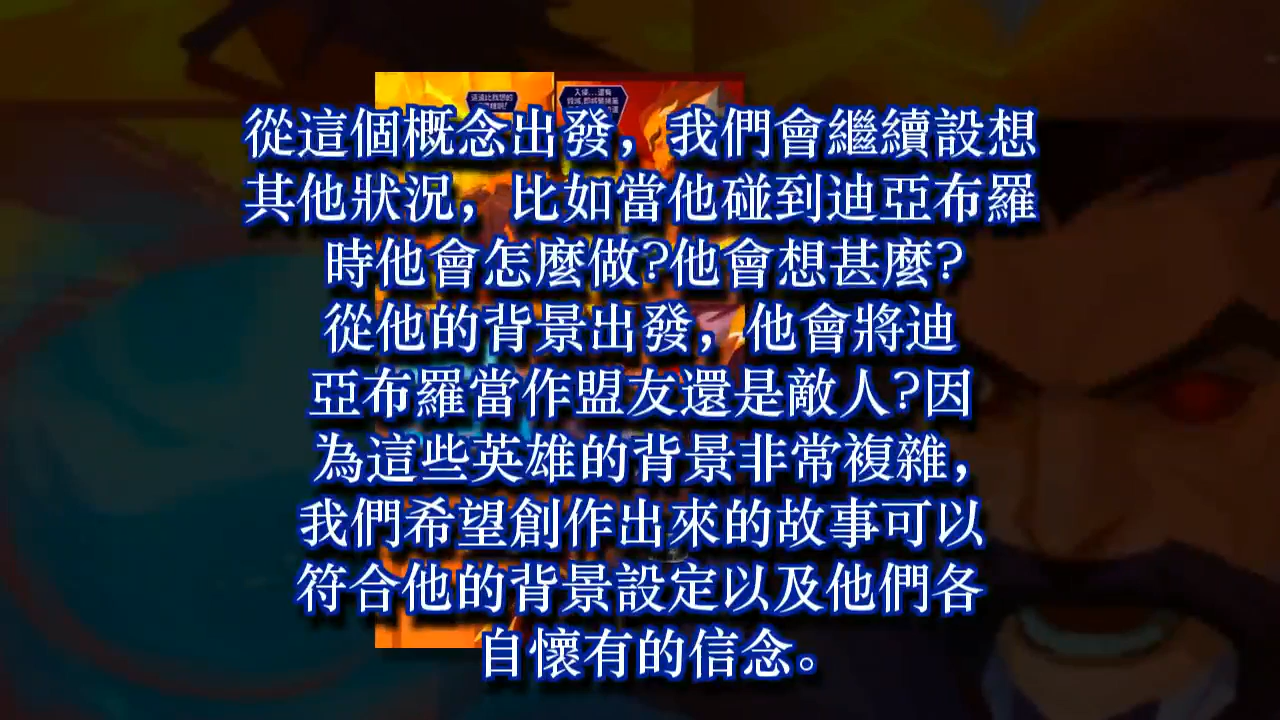 從這個概念出發，我們會繼續設想
其他狀況，比如當他碰到迪亞布羅
時他會怎麼做?他會想甚麼?
從他的背景出發，他會將迪
亞布羅當作盟友還是敵人?因
為這些英雄的背景非常複雜，
我們希望創作出來的故事可以
符合他的背景設定以及他們各
自懷有的信念。